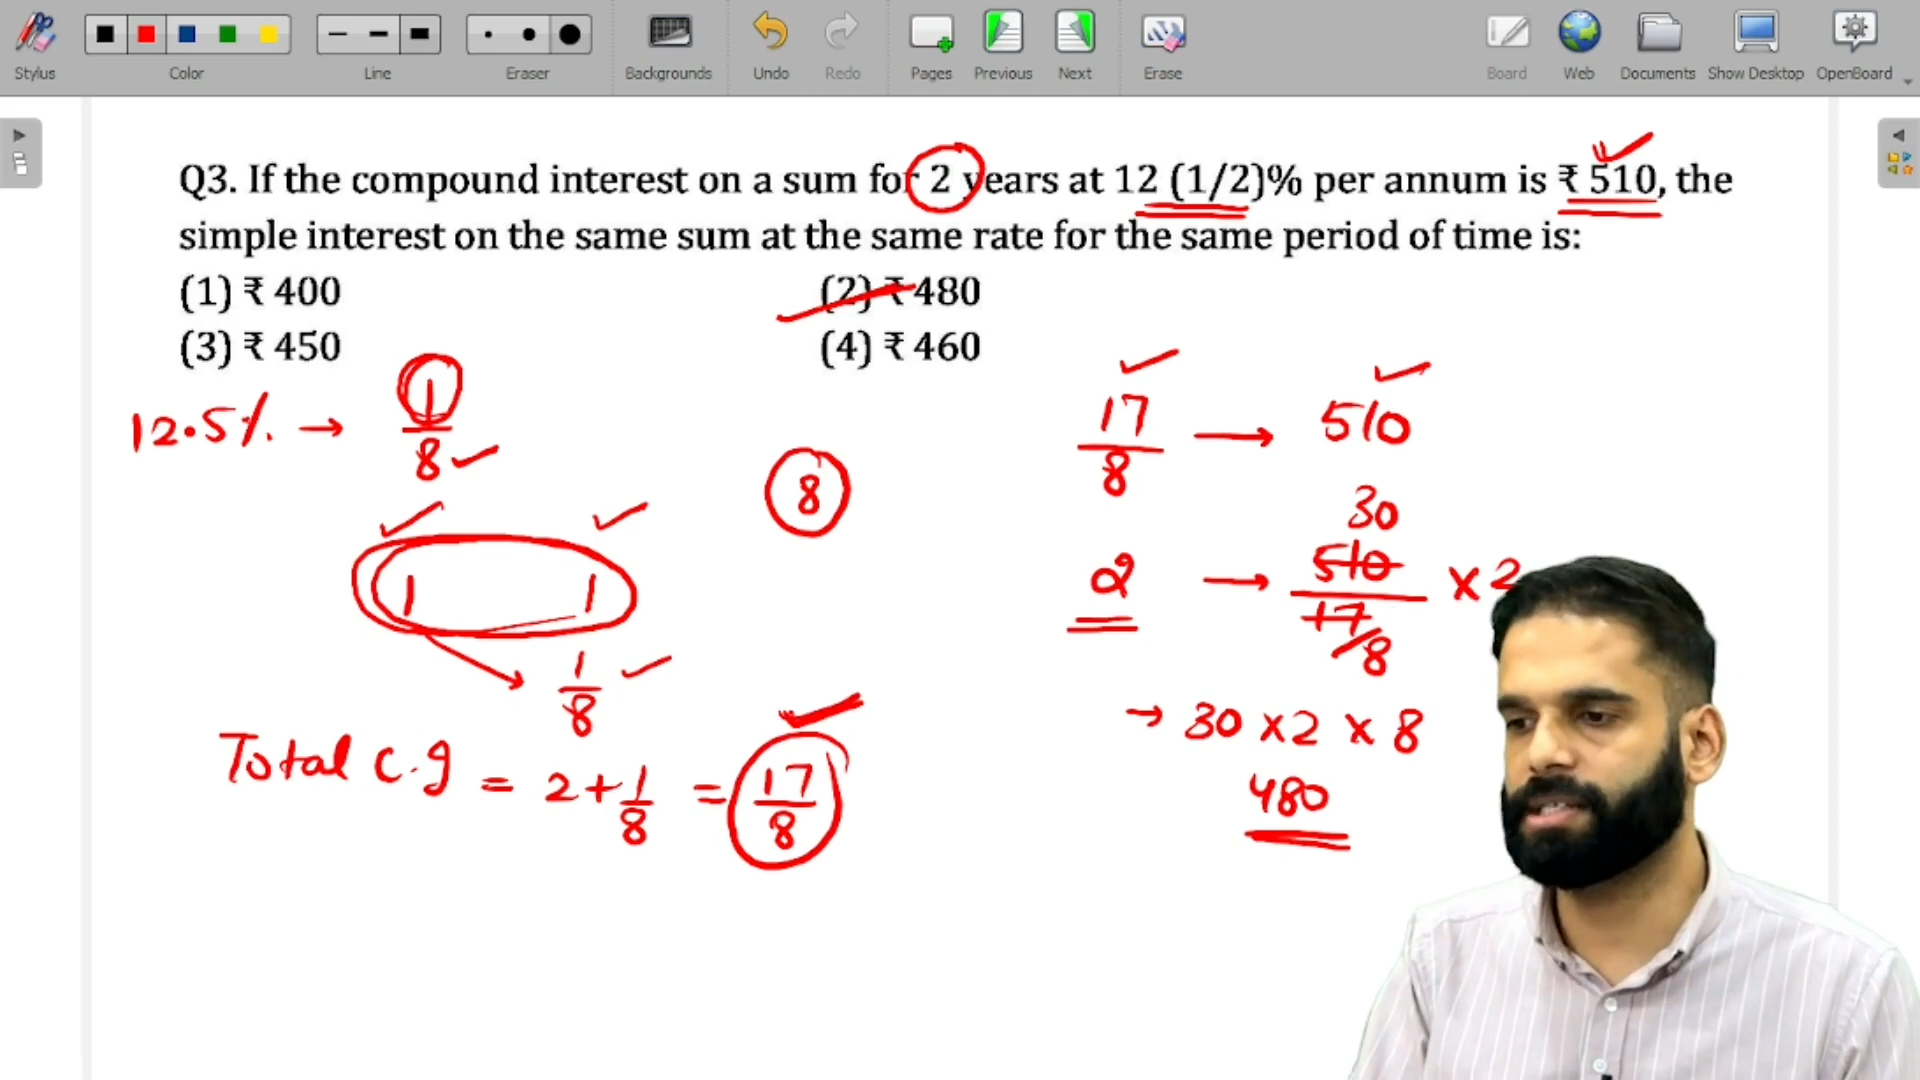 Stylus
Color
Line
Eraser
Backgrounds
Undo
Redo
Pages
Previous
Next
Erase
Board
Web
Documents
Show Desktop
OpenBoard
Q3. If the compound interest on a sum for 2 years at 12 (1/2)% per annum is ₹ 510, the
simple interest on the same sum at the same rate for the same period of time is:
(1) ₹ 400
(2) ₹ 480
(3) ₹ 450
(4) ₹ 460
12.5% → 1/8
8
1 1
1/8
Total C.I = 2+1/8 = 17/8
17/8 → 510
30
2 → 510/17/8 ×2
→ 30 ×2 × 8
480